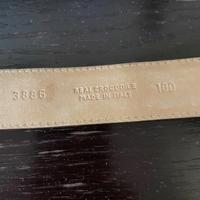 3886
REAL CROCODILE
MADE IN ITALY
100